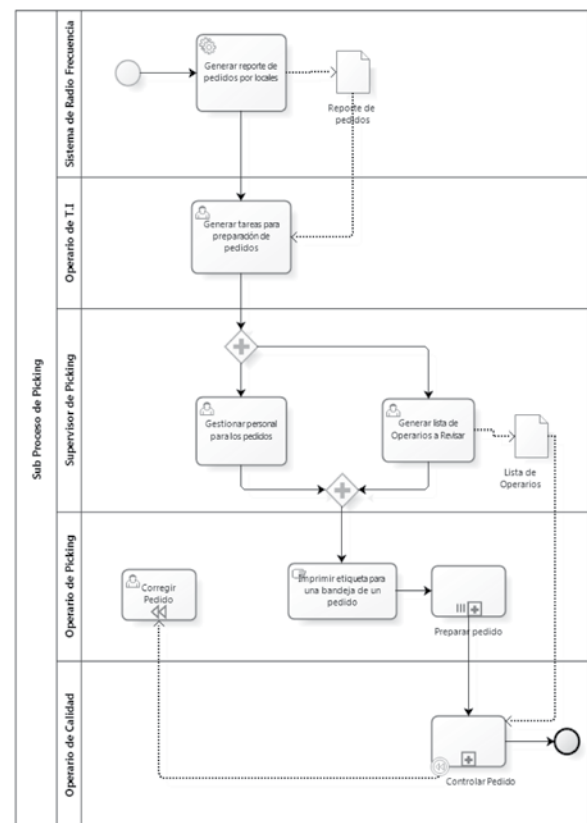 Sub Proceso de Picking
Sistema de Radio Frecuencia
Generar reporte de
pedidos por locales
Reporte de
pedidos
Operario de T.I
Generar tareas para
preparación de
pedidos
Supervisor de Picking
Gestionar personal
para los pedidos
Generar lista de
Operarios a Revisar
Lista de
Operarios
Operario de Picking
Corregir
Pedido
Imprimir etiqueta para
una bandeja de un
pedido
Preparar pedido
Operario de Calidad
Controlar Pedido